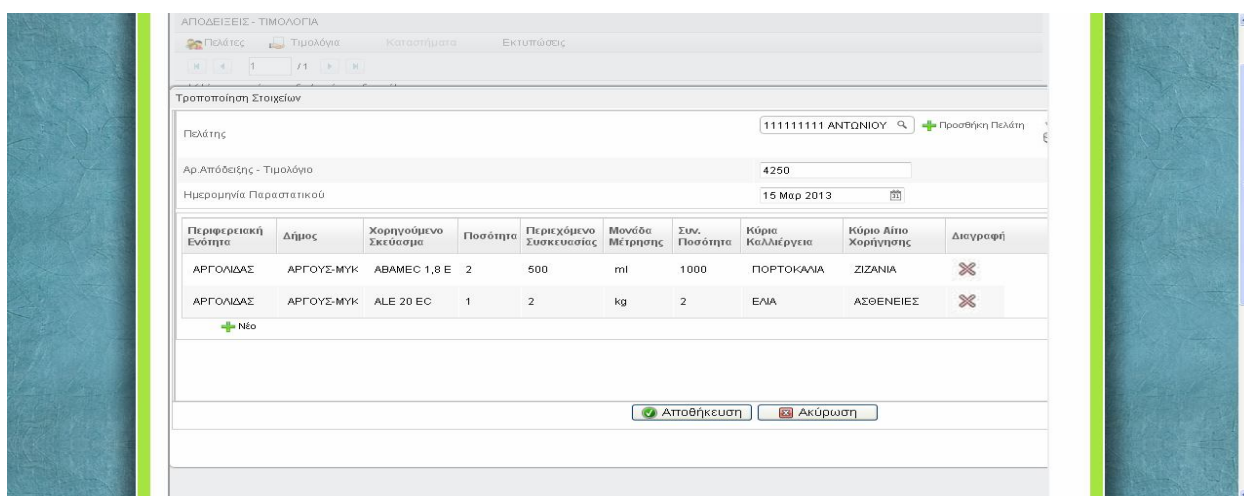 ΑΠΟΔΕΙΞΕΙΣ - ΤΙΜΟΛΟΓΙΑ
Πελάτες Τιμολόγια Καταστήματα Εκτυπώσεις
1 / 1
Τροποποίηση Στοιχείων
Πελάτης 111111111 ΑΝΤΩΝΙΟΥ Προσθήκη Πελάτη
Αρ.Απόδειξης - Τιμολόγιο 4250
Ημερομηνία Παραστατικού 15 Μαρ 2013
Περιφερειακή Ενότητα Δήμος Χορηγούμενο Σκεύασμα Ποσότητα Περιεχόμενο Συσκευασίας Μονάδα Μέτρησης Συν. Ποσότητα Κύρια Καλλιέργεια Κύριο Αίτιο Χορήγησης Διαγραφή
ΑΡΓΟΛΙΔΑΣ ΑΡΓΟΥΣ-ΜΥΚ ABAMEC 1,8 E 2 500 ml 1000 ΠΟΡΤΟΚΑΛΙΑ ΖΙΖΑΝΙΑ
ΑΡΓΟΛΙΔΑΣ ΑΡΓΟΥΣ-ΜΥΚ ALE 20 EC 1 2 kg 2 ΕΛΙΑ ΑΣΘΕΝΕΙΕΣ
Νέο
Αποθήκευση Ακύρωση